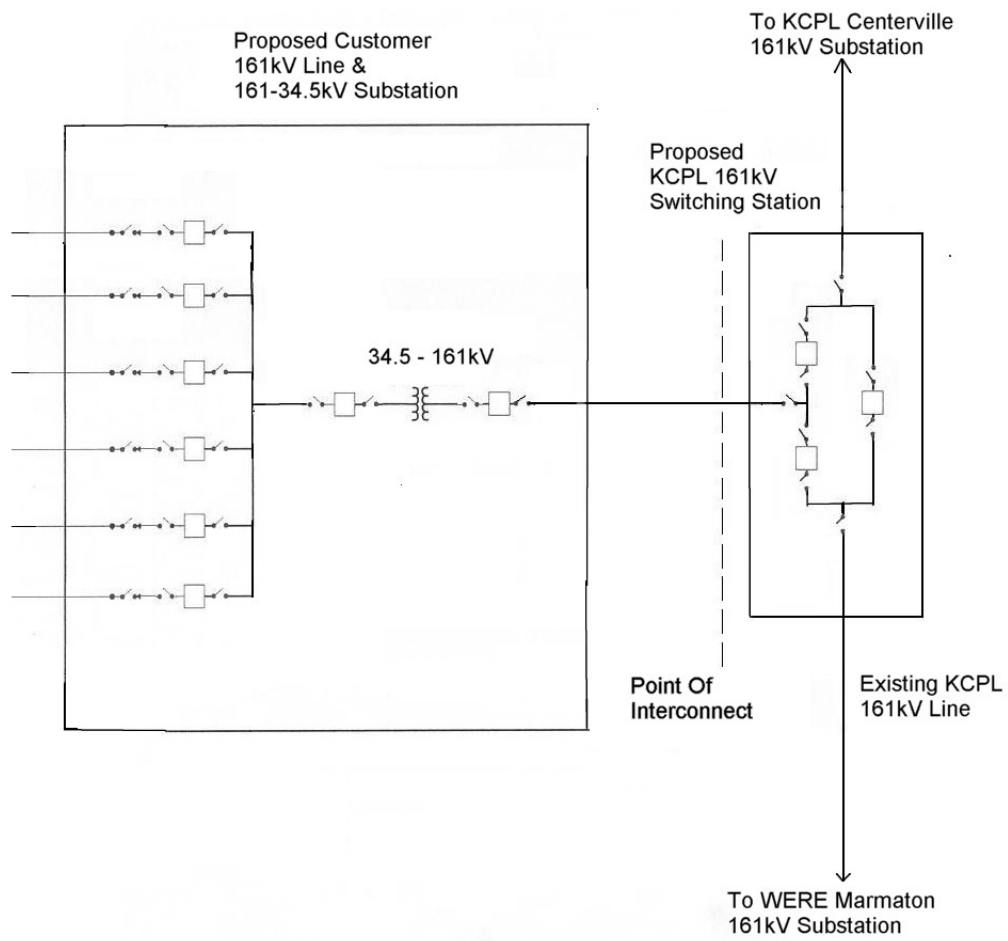 To KCPL Centerville
161kV Substation
Proposed Customer
161kV Line &
161-34.5kV Substation
Proposed
KCPL 161kV
Switching Station
34.5 - 161kV
Point Of
Interconnect
Existing KCPL
161kV Line
To WERE Marmaton
161kV Substation